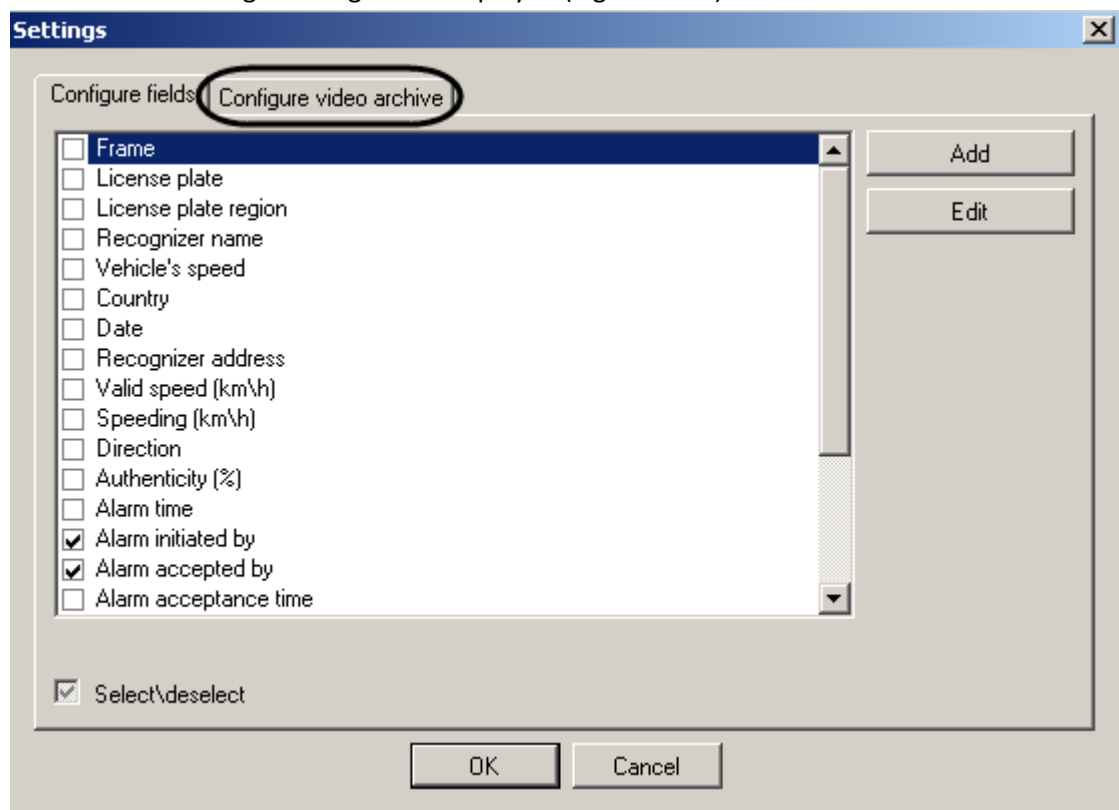 Settings
Configure fields Configure video archive
Frame
License plate
License plate region
Recognizer name
Vehicle's speed
Country
Date
Recognizer address
Valid speed (km\h)
Speeding (km\h)
Direction
Authenticity (%)
Alarm time
Alarm initiated by
Alarm accepted by
Alarm acceptance time
Add
Edit
Select\deselect
OK Cancel